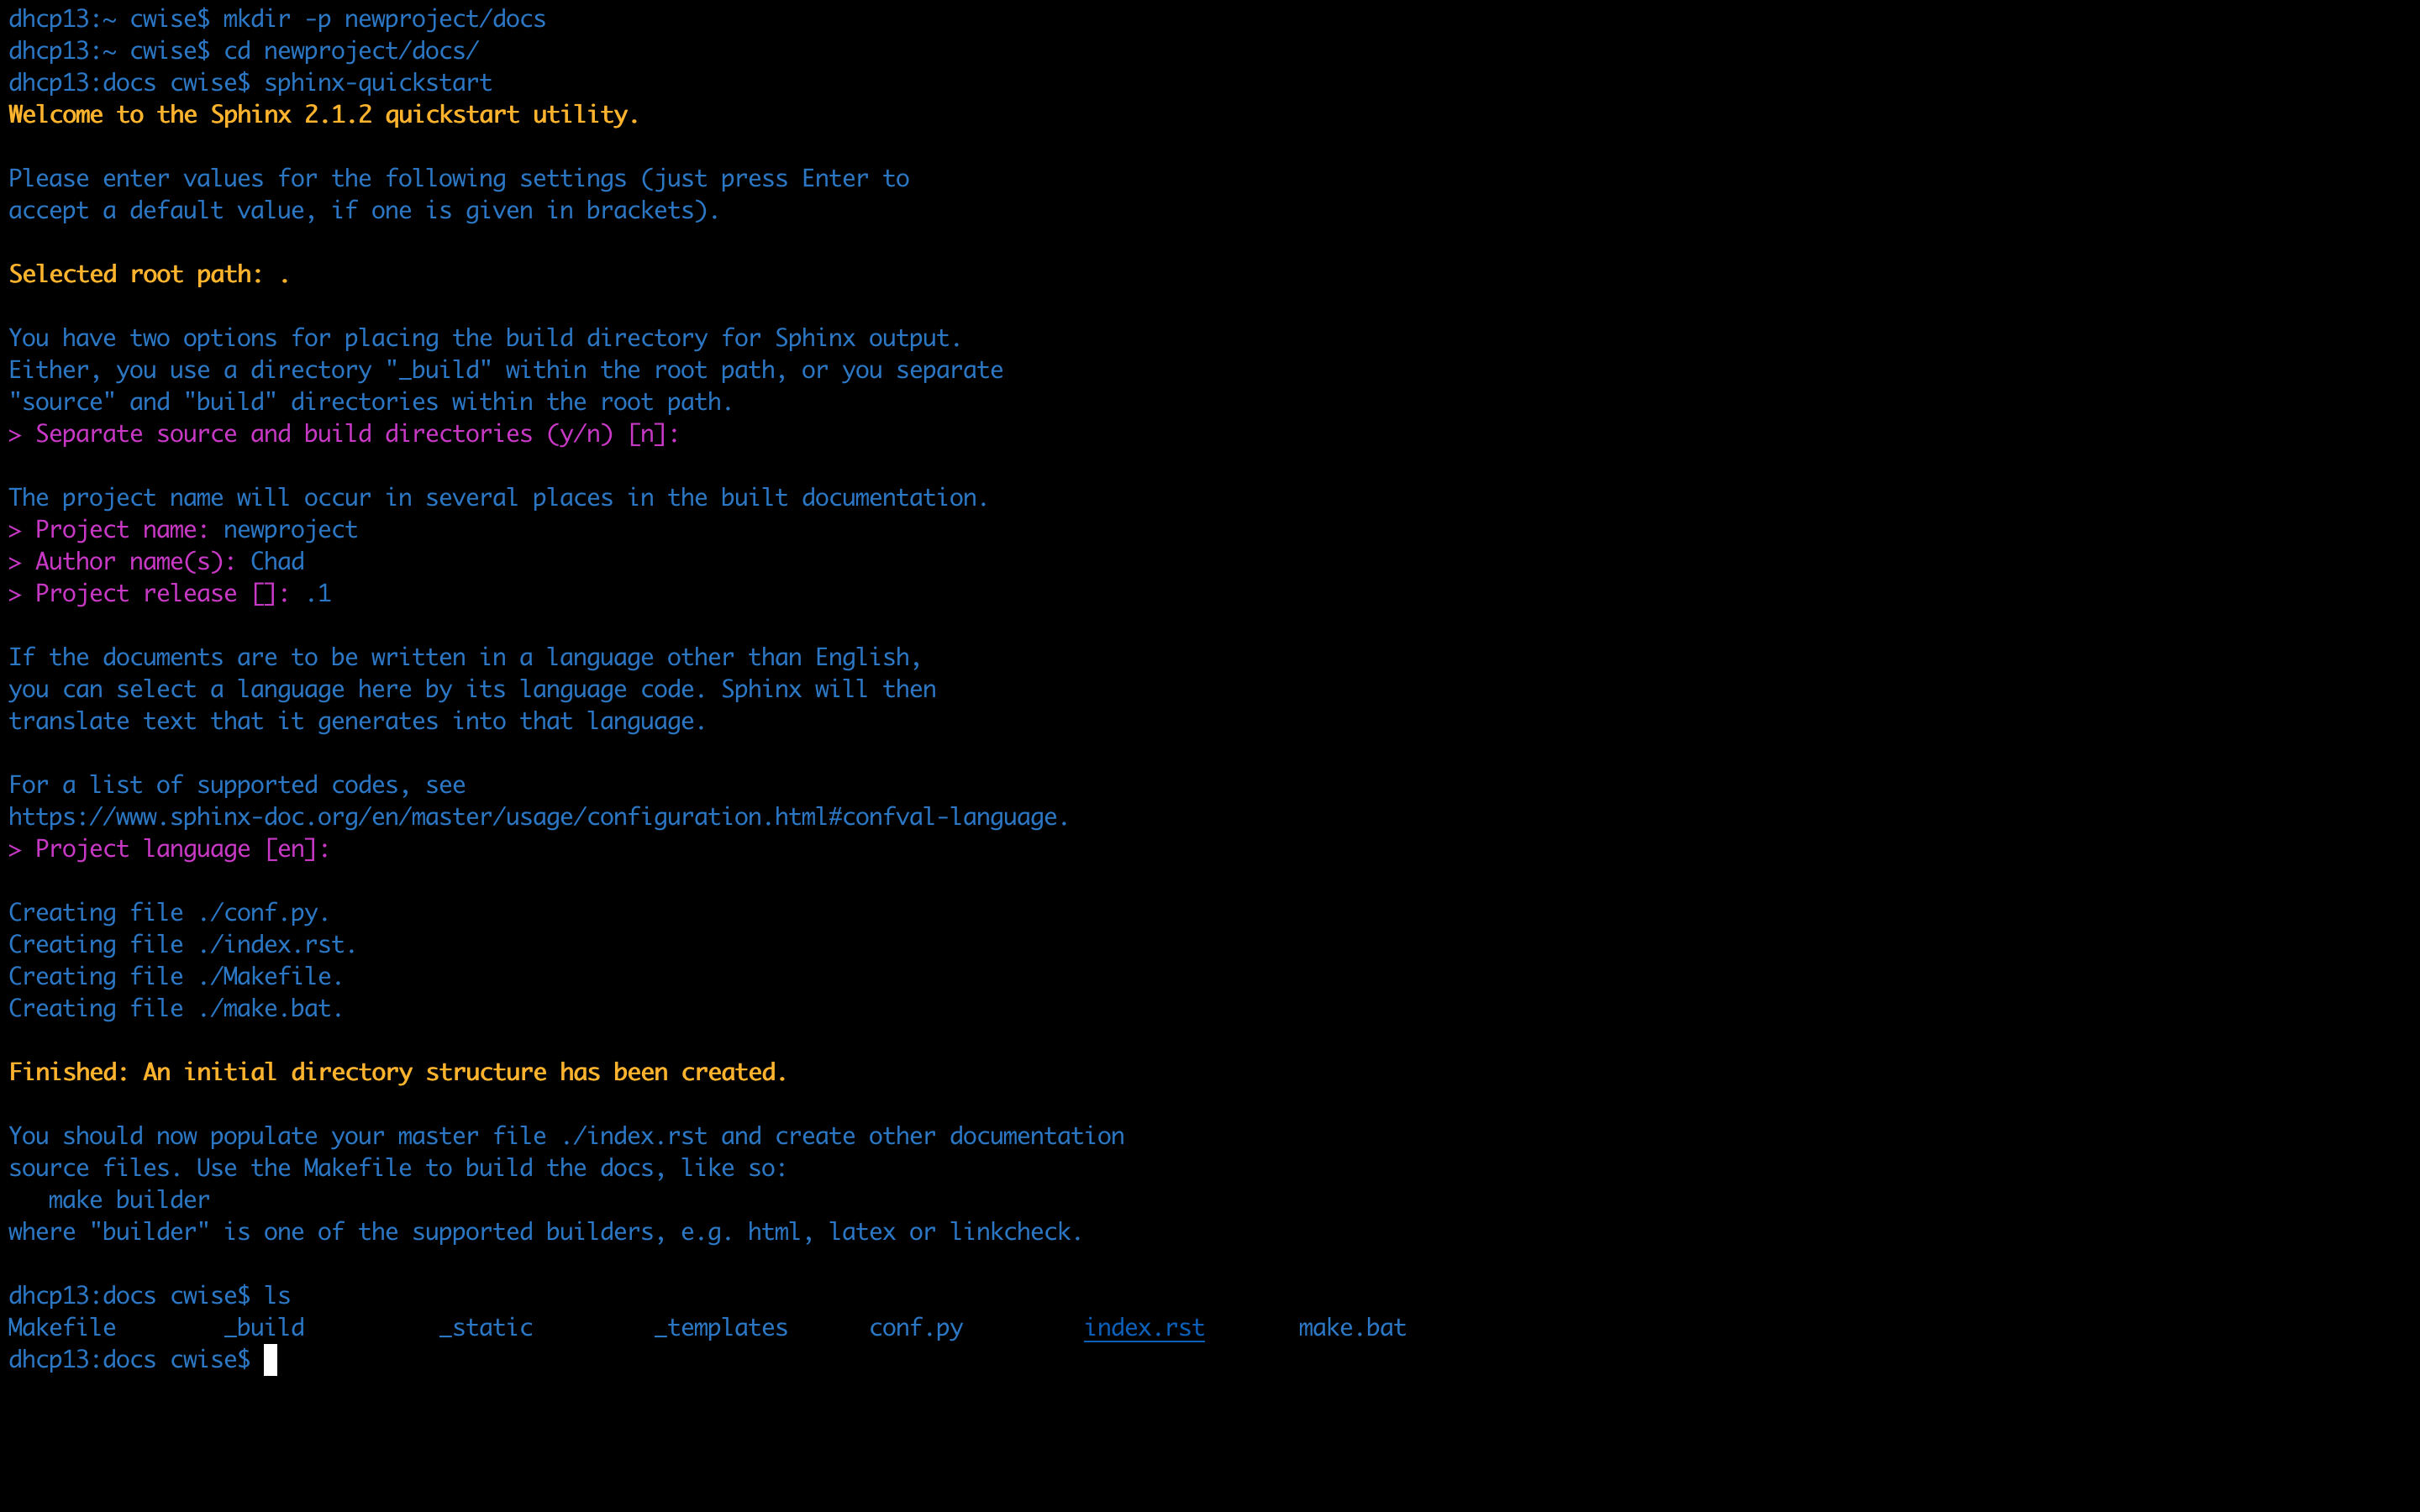 dhcp13:~ cwise$ mkdir -p newproject/docs
dhcp13:~ cwise$ cd newproject/docs/
dhcp13:docs cwise$ sphinx-quickstart
Welcome to the Sphinx 2.1.2 quickstart utility.

Please enter values for the following settings (just press Enter to
accept a default value, if one is given in brackets).

Selected root path: .

You have two options for placing the build directory for Sphinx output.
Either, you use a directory "_build" within the root path, or you separate
"source" and "build" directories within the root path.
> Separate source and build directories (y/n) [n]:

The project name will occur in several places in the built documentation.
> Project name: newproject
> Author name(s): Chad
> Project release []: .1

If the documents are to be written in a language other than English,
you can select a language here by its language code. Sphinx will then
translate text that it generates into that language.

For a list of supported codes, see
https://www.sphinx-doc.org/en/master/usage/configuration.html#confval-language.
> Project language [en]:

Creating file ./conf.py.
Creating file ./index.rst.
Creating file ./Makefile.
Creating file ./make.bat.

Finished: An initial directory structure has been created.

You should now populate your master file ./index.rst and create other documentation
source files. Use the Makefile to build the docs, like so:
   make builder
where "builder" is one of the supported builders, e.g. html, latex or linkcheck.

dhcp13:docs cwise$ ls
Makefile        _build          _static         _templates      conf.py         index.rst       make.bat
dhcp13:docs cwise$